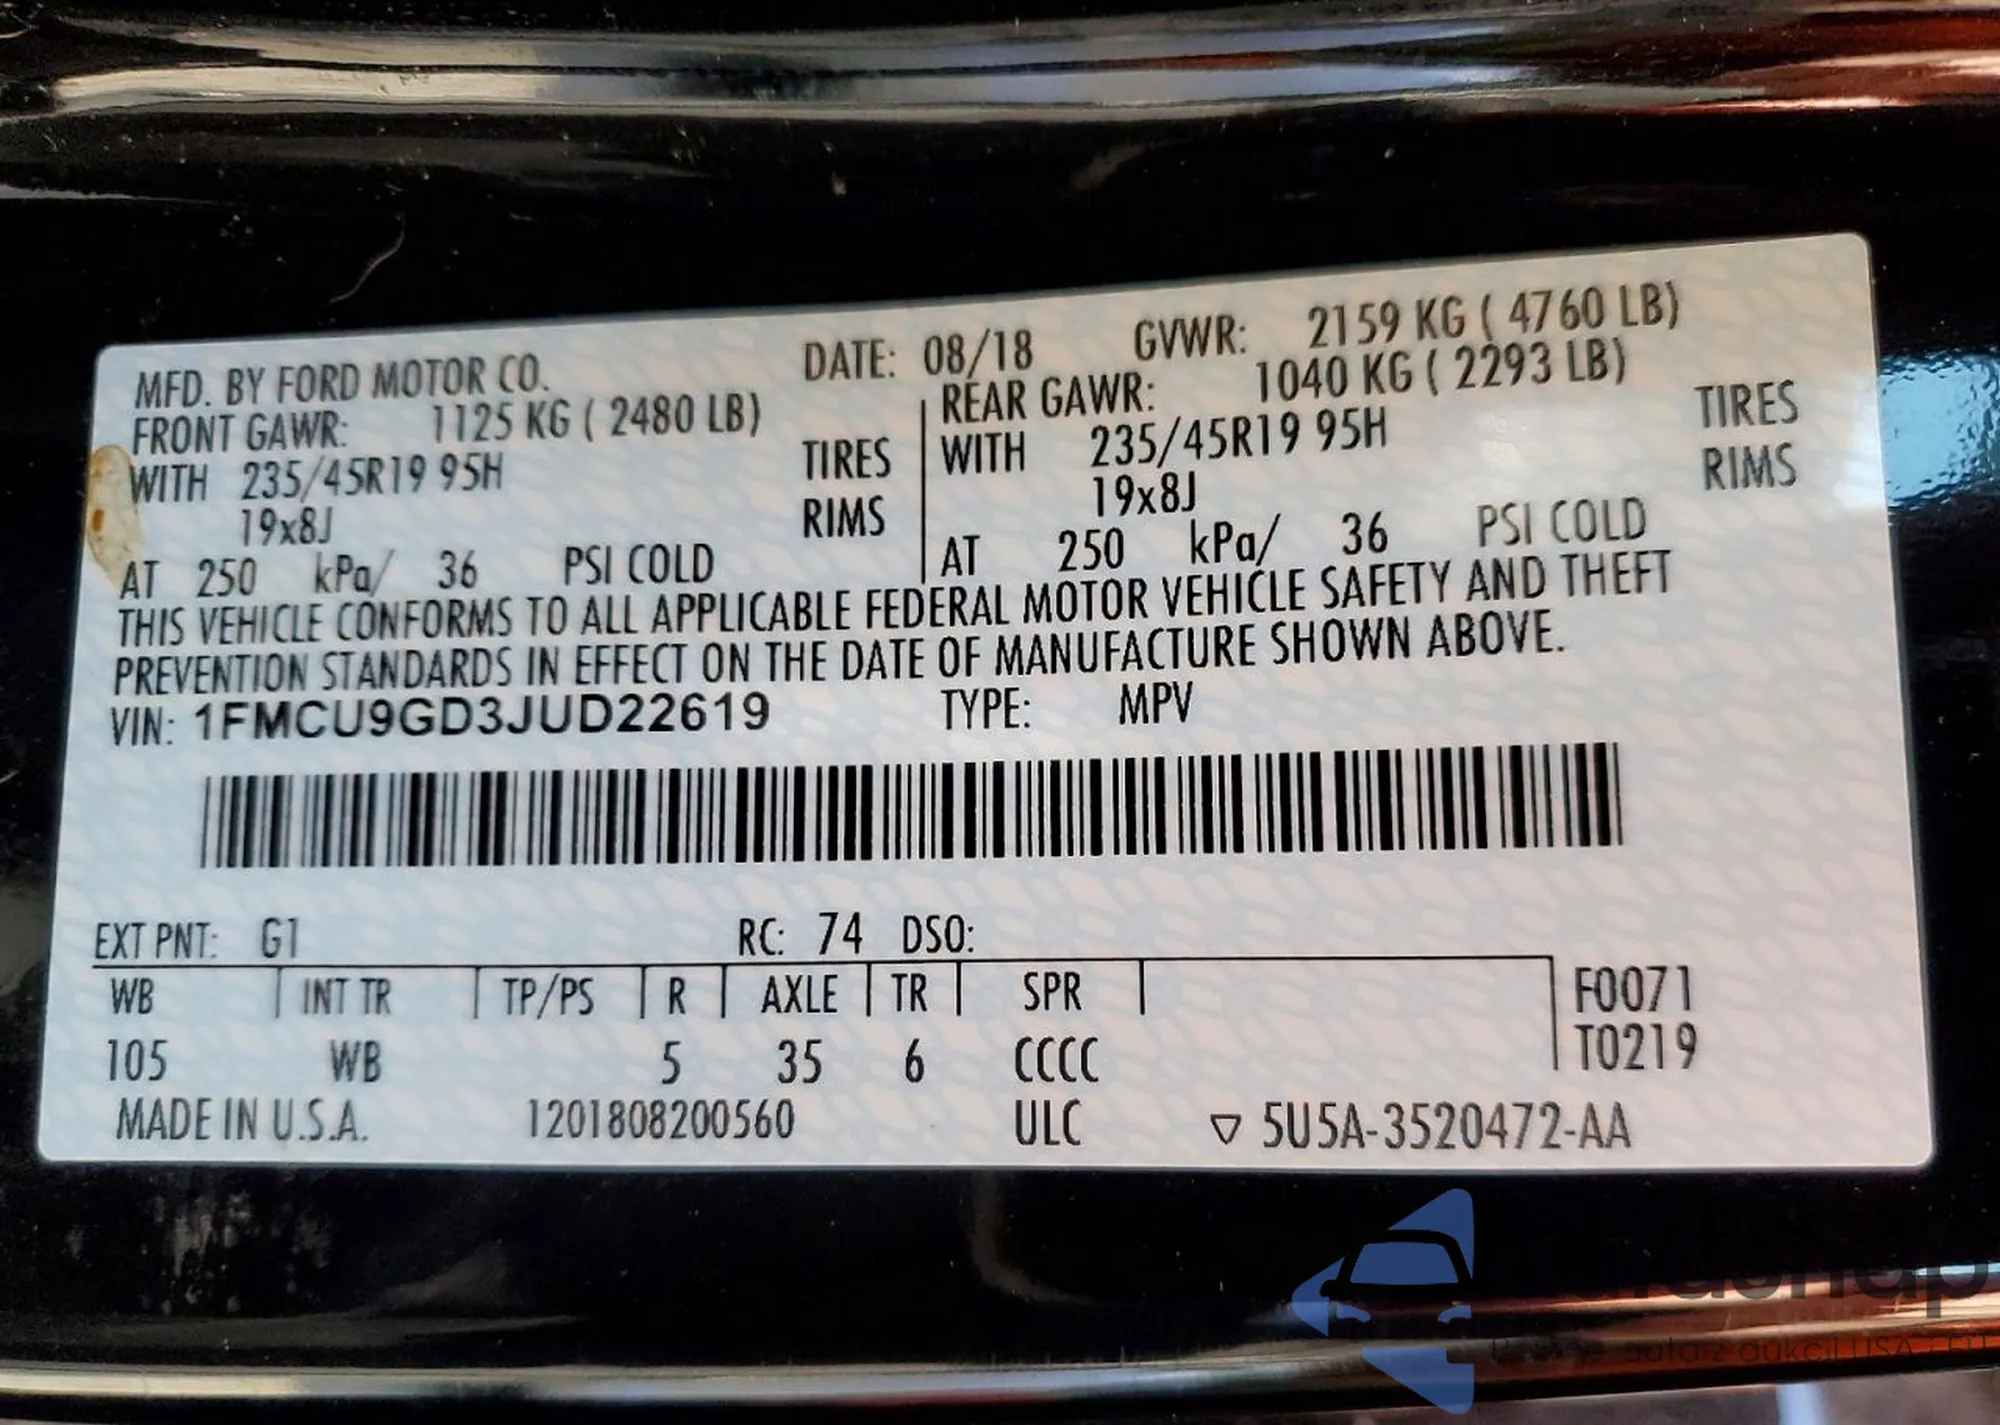 MFD. BY FORD MOTOR CO. DATE: 08/18 GVWR: 2159 KG ( 4760 LB)
FRONT GAWR: 1125 KG ( 2480 LB) REAR GAWR: 1040 KG ( 2293 LB)
WITH 235/45R19 95H TIRES WITH 235/45R19 95H TIRES
19x8J RIMS 19x8J RIMS
AT 250 kPa/ 36 PSI COLD AT 250 kPa/ 36 PSI COLD
THIS VEHICLE CONFORMS TO ALL APPLICABLE FEDERAL MOTOR VEHICLE SAFETY AND THEFT
PREVENTION STANDARDS IN EFFECT ON THE DATE OF MANUFACTURE SHOWN ABOVE.
VIN: 1FMCU9GD3JUD22619 TYPE: MPV
EXT PNT: G1 RC: 74 DSO:
WB INT TR TP/PS R AXLE TR SPR F0071
105 WB 5 35 6 CCCC T0219
MADE IN U.S.A. 1201808200560 ULC ▽ 5U5A-3520472-AA
auta z aukcji USA